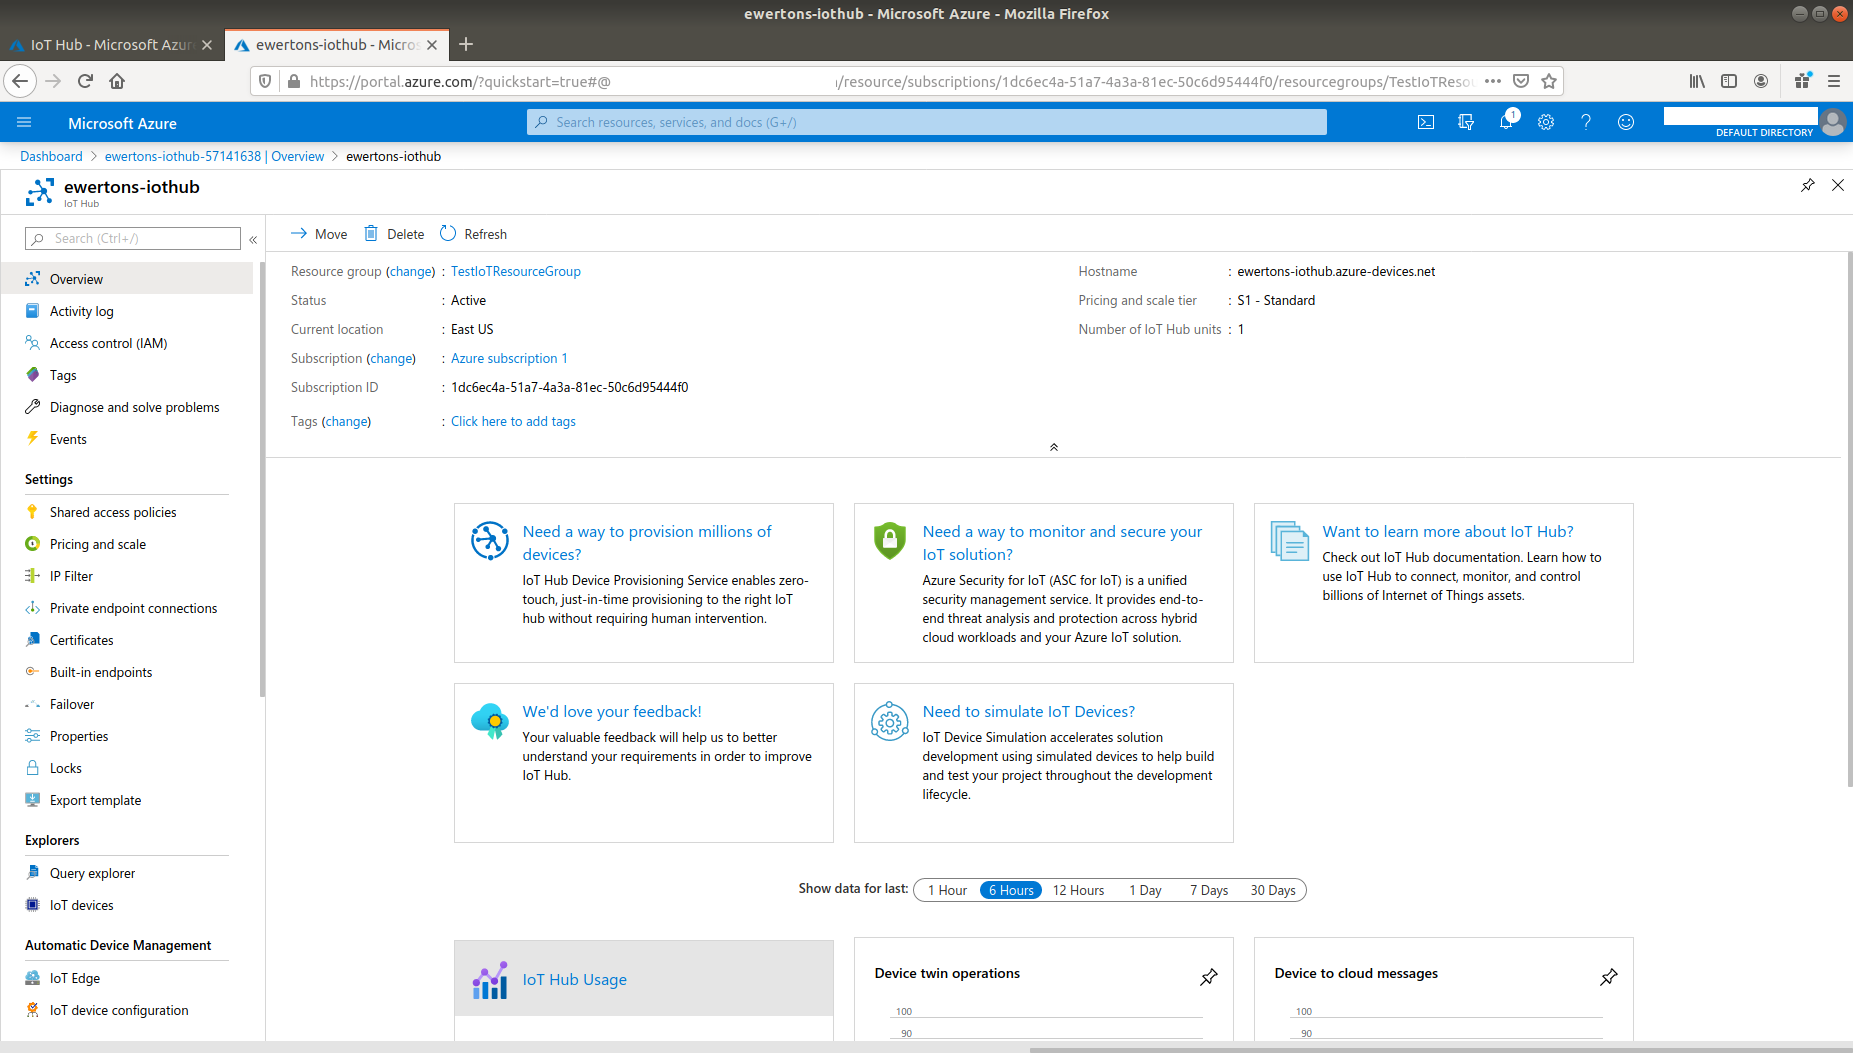 ewertons-iothub - Microsoft Azure - Mozilla Firefox
IoT Hub - Microsoft Azur
ewertons-iothub - Micros
https://portal.azure.com/?quickstart=true#@ /resource/subscriptions/1dc6ec4a-51a7-4a3a-81ec-50c6d95444f0/resourcegroups/TestIoTResou
Microsoft Azure
Search resources, services, and docs (G+/)
1
DEFAULT DIRECTORY
Dashboard > ewertons-iothub-57141638 | Overview > ewertons-iothub
ewertons-iothub
IoT Hub
Search (Ctrl+/)
«
Overview
Activity log
Access control (IAM)
Tags
Diagnose and solve problems
Events
Settings
Shared access policies
Pricing and scale
IP Filter
Private endpoint connections
Certificates
Built-in endpoints
Failover
Properties
Locks
Export template
Explorers
Query explorer
IoT devices
Automatic Device Management
IoT Edge
IoT device configuration
Move
Delete
Refresh
Resource group (change) : TestIoTResourceGroup
Status : Active
Current location : East US
Subscription (change) : Azure subscription 1
Subscription ID : 1dc6ec4a-51a7-4a3a-81ec-50c6d95444f0
Tags (change) : Click here to add tags
Hostname : ewertons-iothub.azure-devices.net
Pricing and scale tier : S1 - Standard
Number of IoT Hub units : 1
Need a way to provision millions of
devices?
IoT Hub Device Provisioning Service enables zero-
touch, just-in-time provisioning to the right IoT
hub without requiring human intervention.
Need a way to monitor and secure your
IoT solution?
Azure Security for IoT (ASC for IoT) is a unified
security management service. It provides end-to-
end threat analysis and protection across hybrid
cloud workloads and your Azure IoT solution.
Want to learn more about IoT Hub?
Check out IoT Hub documentation. Learn how to
use IoT Hub to connect, monitor, and control
billions of Internet of Things assets.
We'd love your feedback!
Your valuable feedback will help us to better
understand your requirements in order to improve
IoT Hub.
Need to simulate IoT Devices?
IoT Device Simulation accelerates solution
development using simulated devices to help build
and test your project throughout the development
lifecycle.
Show data for last: 1 Hour 6 Hours 12 Hours 1 Day 7 Days 30 Days
IoT Hub Usage
Device twin operations
100
90
Device to cloud messages
100
90